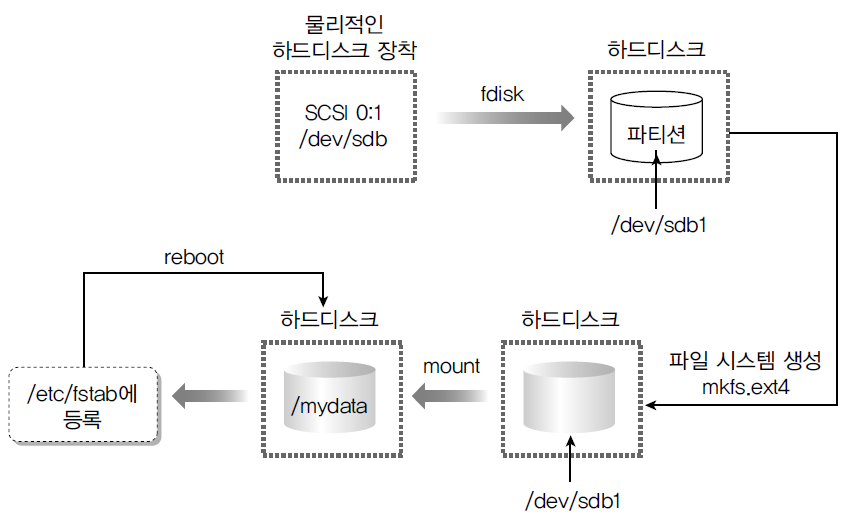 물리적인
하드디스크 장착
SCSI 0:1
/dev/sdb
fdisk
하드디스크
파티션
/dev/sdb1
파일 시스템 생성
mkfs.ext4
하드디스크
/dev/sdb1
mount
하드디스크
/mydata
/etc/fstab에
등록
reboot